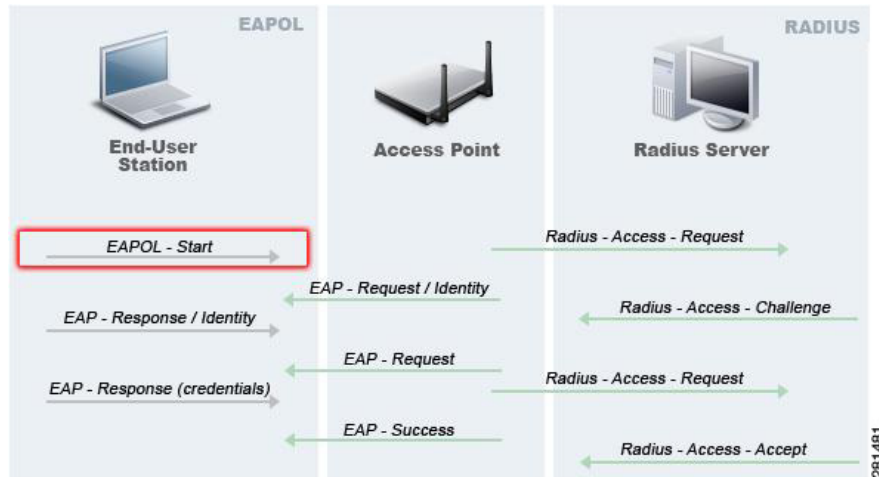 EAPOL
RADIUS
End-User
Station
Access Point
Radius Server
EAPOL - Start
Radius - Access - Request
EAP - Request / Identity
Radius - Access - Challenge
EAP - Response / Identity
EAP - Request
Radius - Access - Request
EAP - Response (credentials)
EAP - Success
Radius - Access - Accept
281481